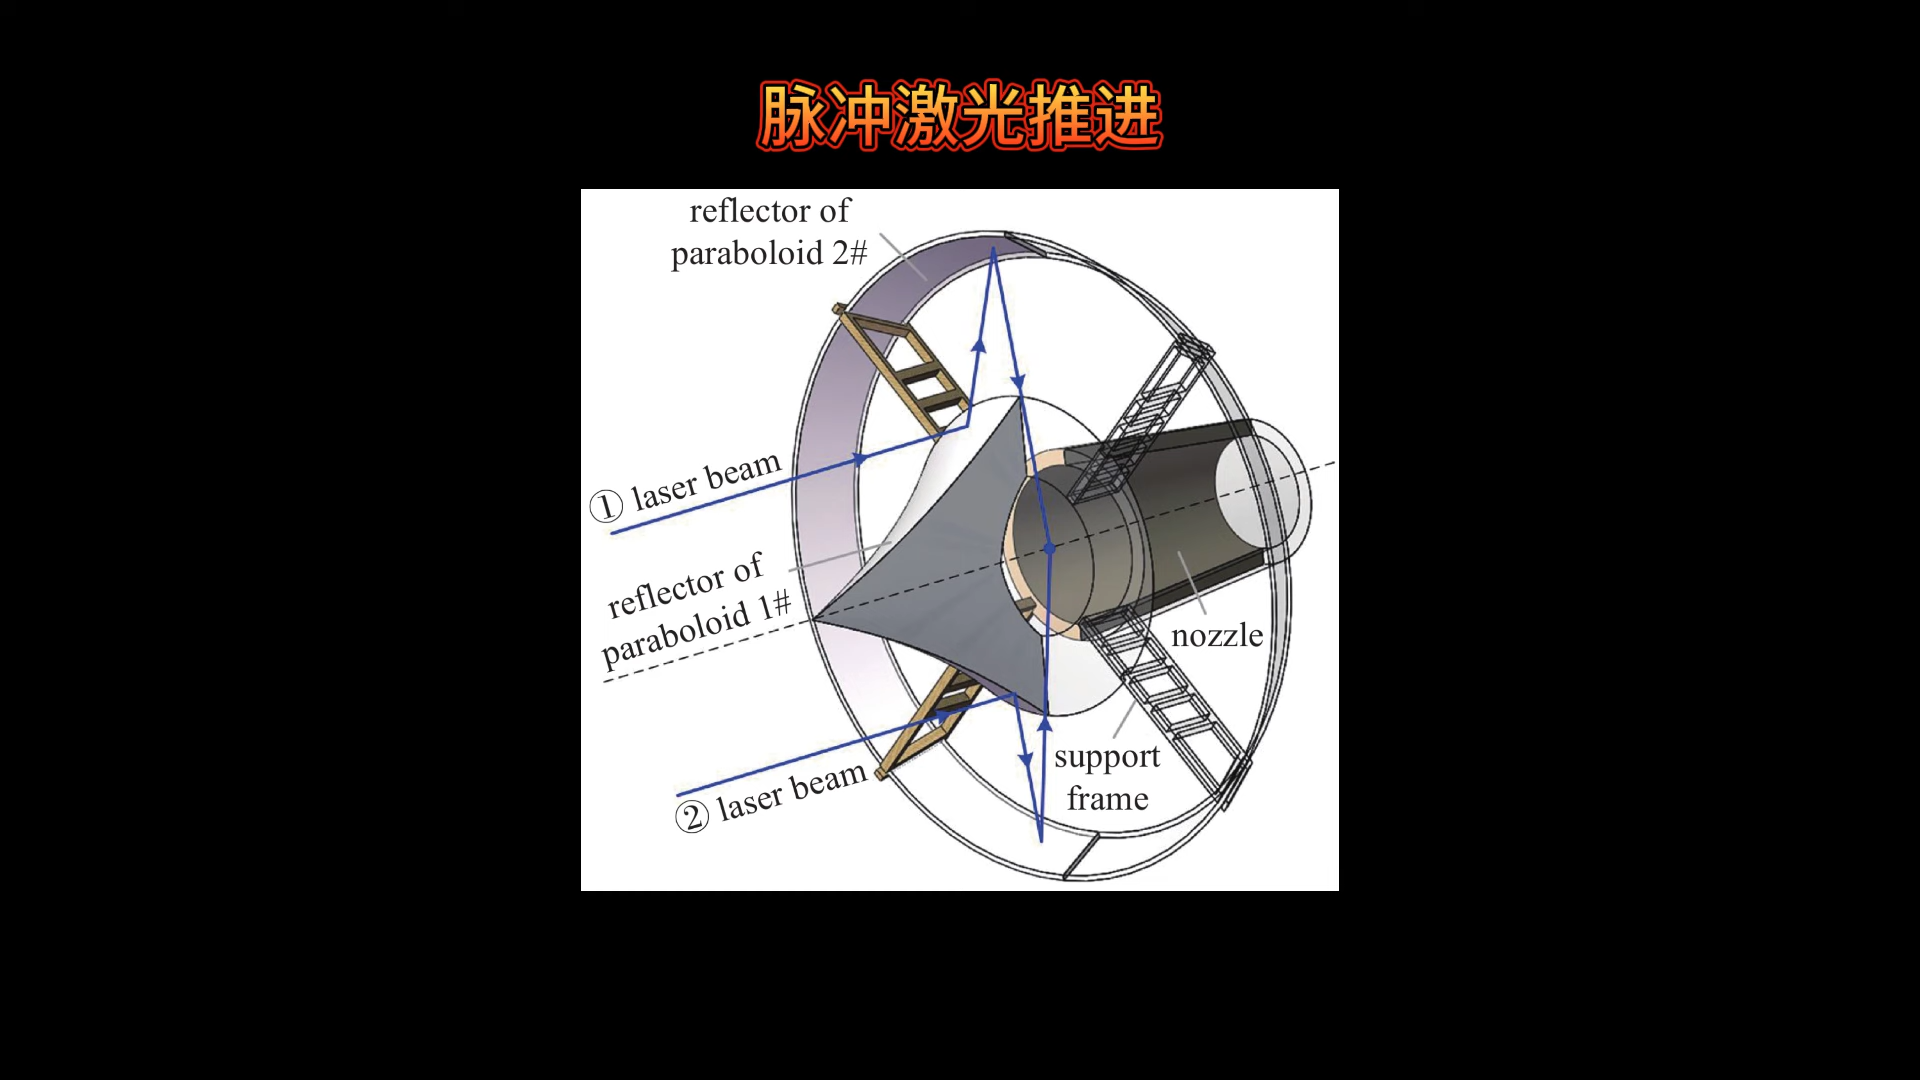 脉冲激光推进
reflector of
paraboloid 2#
① laser beam
reflector of
paraboloid 1#
nozzle
support
frame
② laser beam